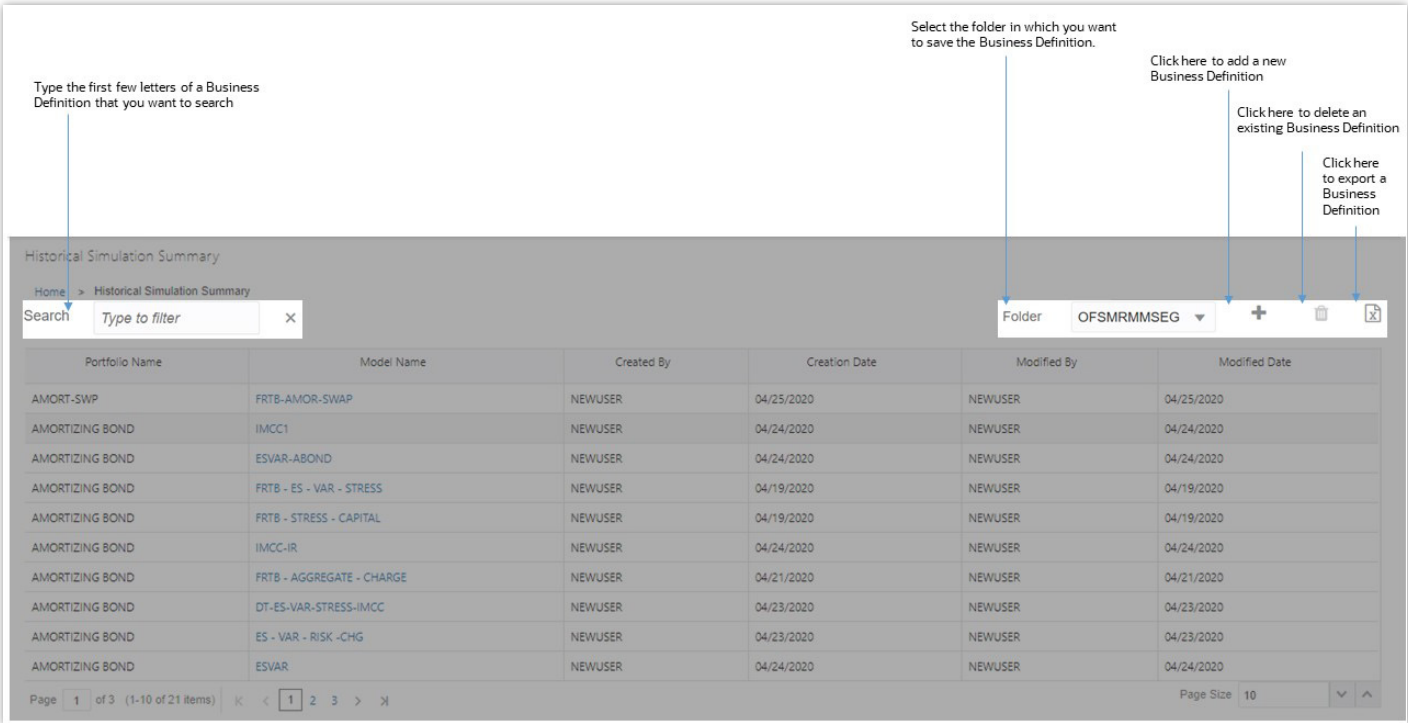 Select the folder in which you want
to save the Business Definition.
Click here to add a new
Business Definition
Type the first few letters of a Business
Definition that you want to search
Click here to delete an
existing Business Definition
Click here
to export a
Business
Definition
Historical Simulation Summary
Home > Historical Simulation Summary
Search Type to filter × Folder OFSMRMMSEG
Portfolio Name Model Name Created By Creation Date Modified By Modified Date
AMORT-SWP FRTB-AMOR-SWAP NEWUSER 04/25/2020 NEWUSER 04/25/2020
AMORTIZING BOND IMCC1 NEWUSER 04/24/2020 NEWUSER 04/24/2020
AMORTIZING BOND ESVAR-ABOND NEWUSER 04/24/2020 NEWUSER 04/24/2020
AMORTIZING BOND FRTB - ES - VAR - STRESS NEWUSER 04/19/2020 NEWUSER 04/19/2020
AMORTIZING BOND FRTB - STRESS - CAPITAL NEWUSER 04/19/2020 NEWUSER 04/19/2020
AMORTIZING BOND IMCC-IR NEWUSER 04/24/2020 NEWUSER 04/24/2020
AMORTIZING BOND FRTB - AGGREGATE - CHARGE NEWUSER 04/21/2020 NEWUSER 04/21/2020
AMORTIZING BOND DT-ES-VAR-STRESS-IMCC NEWUSER 04/23/2020 NEWUSER 04/23/2020
AMORTIZING BOND ES - VAR - RISK -CHG NEWUSER 04/23/2020 NEWUSER 04/23/2020
AMORTIZING BOND ESVAR NEWUSER 04/24/2020 NEWUSER 04/24/2020
Page 1 of 3 (1-10 of 21 items) 1 2 3 Page Size 10